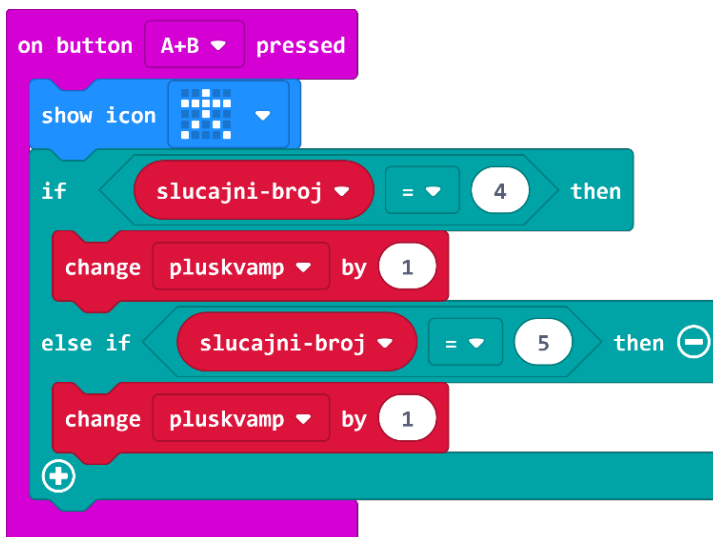 on button A+B pressed
show icon
if slucajni-broj = 4 then
change pluskvamp by 1
else if slucajni-broj = 5 then
change pluskvamp by 1